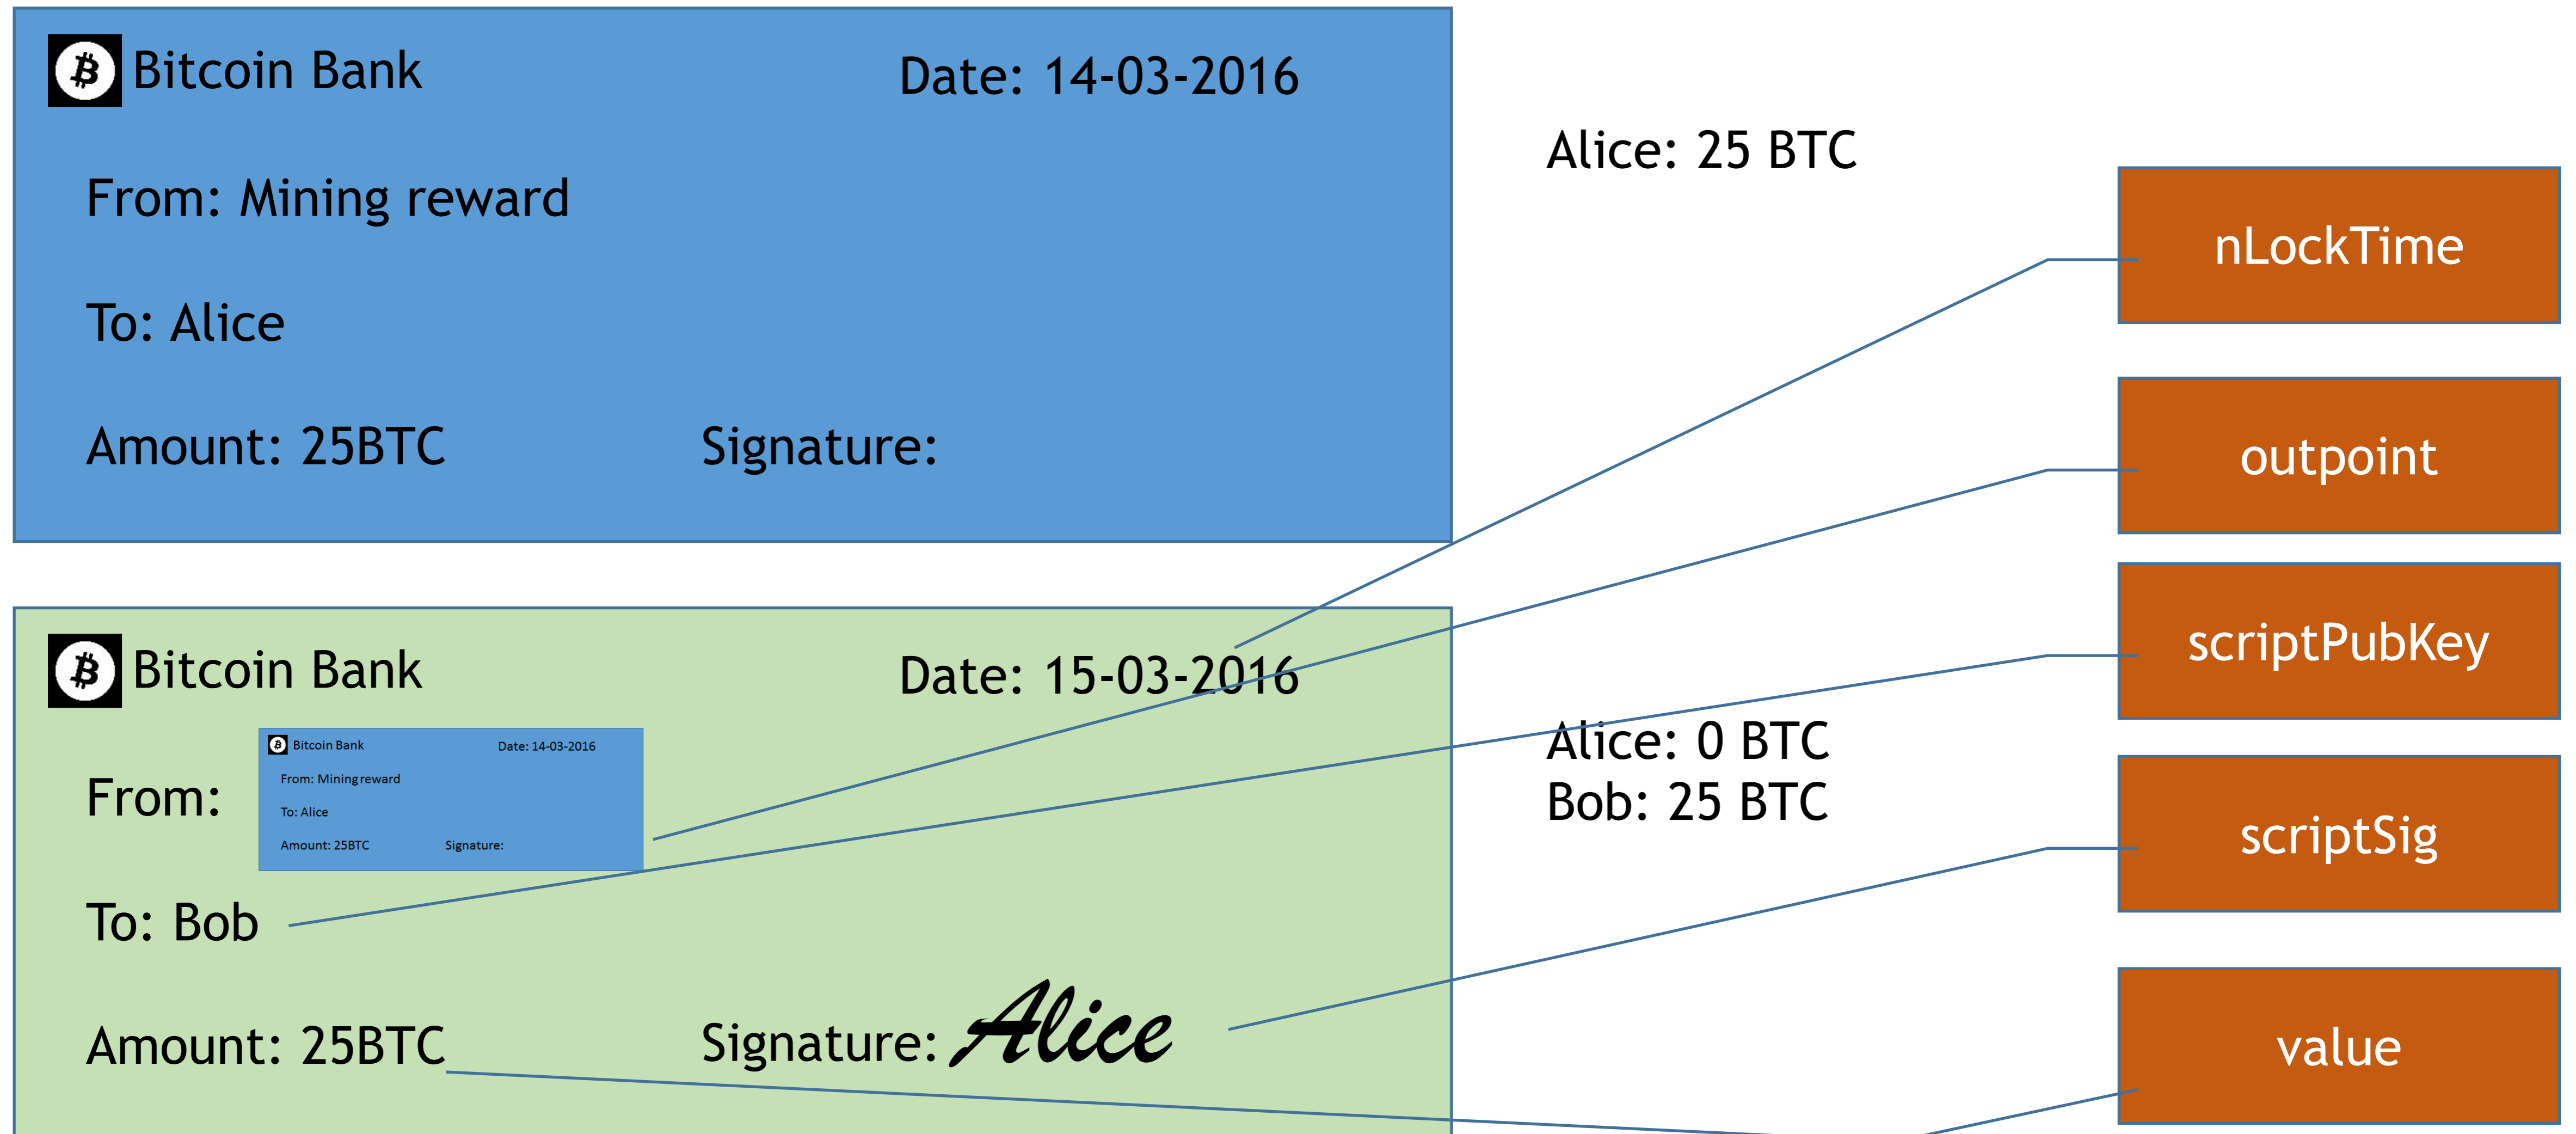 Bitcoin Bank
Date: 14-03-2016
From: Mining reward
To: Alice
Amount: 25BTC
Signature:
Alice: 25 BTC
Bitcoin Bank
Date: 15-03-2016
From:
Bitcoin Bank
Date: 14-03-2016
From: Mining reward
To: Alice
Amount: 25BTC
Signature:
To: Bob
Amount: 25BTC
Signature: Alice
Alice: 0 BTC
Bob: 25 BTC
nLockTime
outpoint
scriptPubKey
scriptSig
value